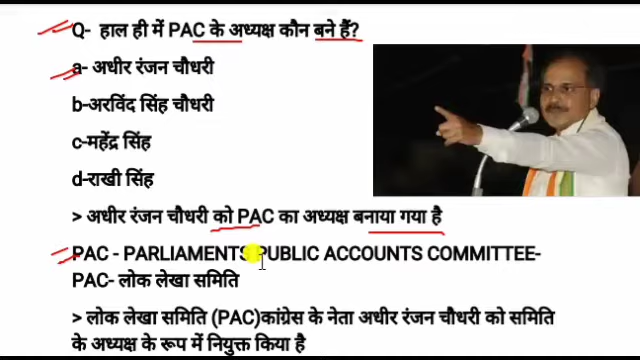 Q- हाल ही में PAC के अध्यक्ष कौन बने हैं?
a- अधीर रंजन चौधरी
b-अरविंद सिंह चौधरी
c-महेंद्र सिंह
d-राखी सिंह
> अधीर रंजन चौधरी को PAC का अध्यक्ष बनाया गया है
PAC - PARLIAMENTS PUBLIC ACCOUNTS COMMITTEE-
PAC- लोक लेखा समिति
> लोक लेखा समिति (PAC)कांग्रेस के नेता अधीर रंजन चौधरी को समिति
के अध्यक्ष के रूप में नियुक्त किया है